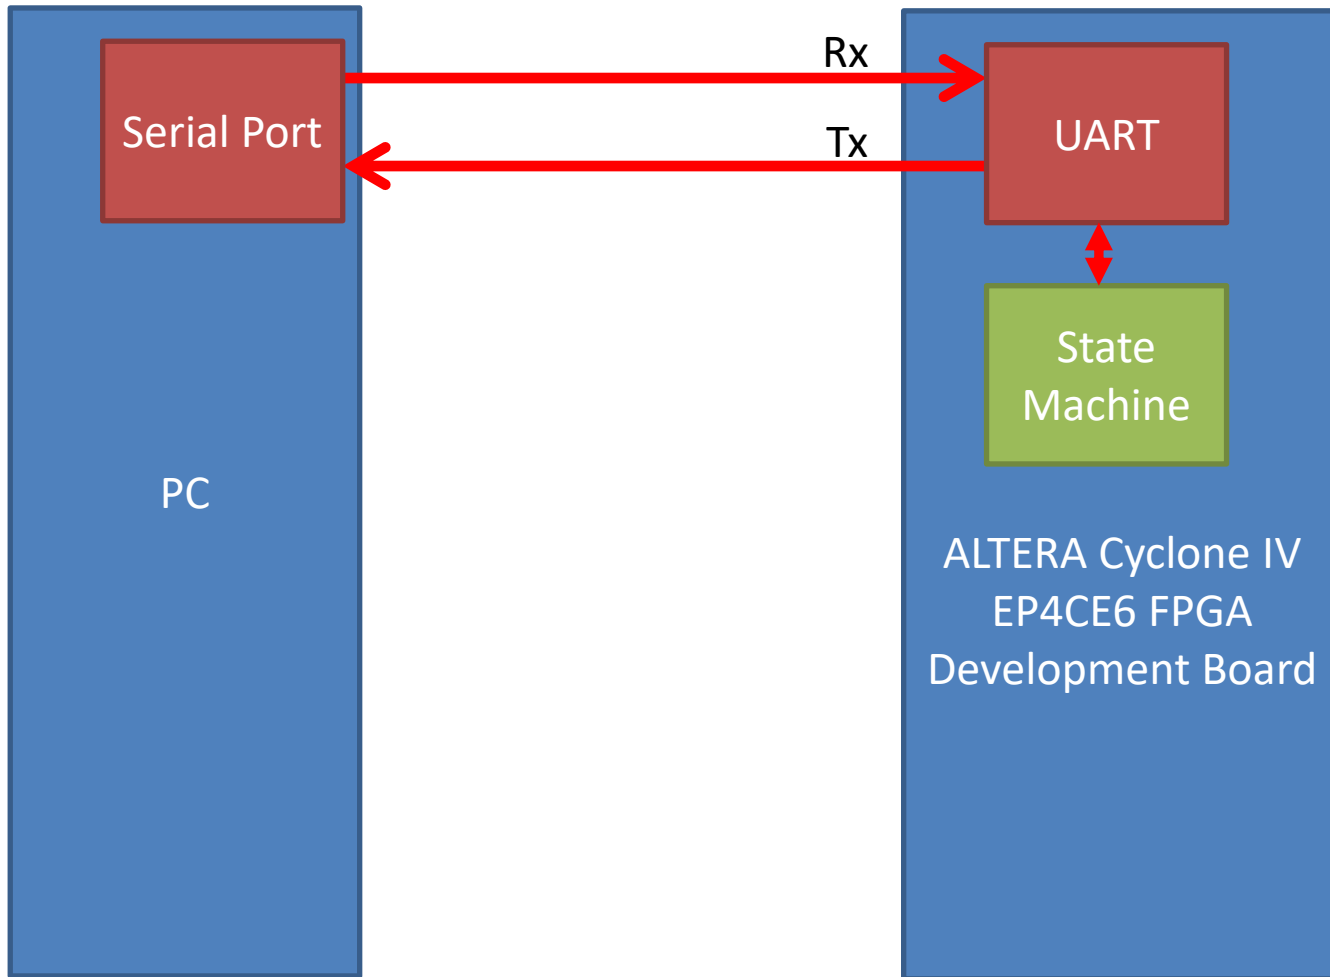 Serial Port
Rx
Tx
UART
State
Machine
PC
ALTERA Cyclone IV
EP4CE6 FPGA
Development Board